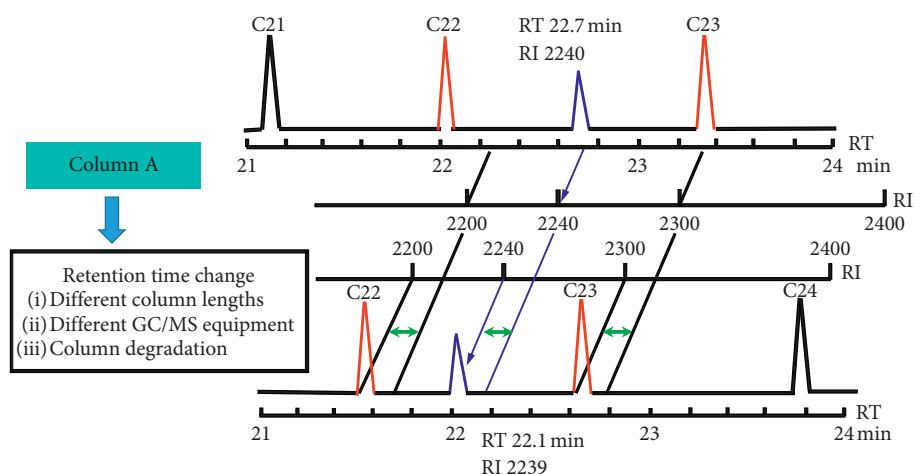 C21
C22
RT 22.7 min
RI 2240
C23
21
22
23
24
RT
min
Column A
RI
2200
2240
2300
2400
2200
2240
2300
2400
RI
Retention time change
(i) Different column lengths
(ii) Different GC/MS equipment
(iii) Column degradation
C22
C23
C24
21
22
23
24
RT
min
RT 22.1 min
RI 2239